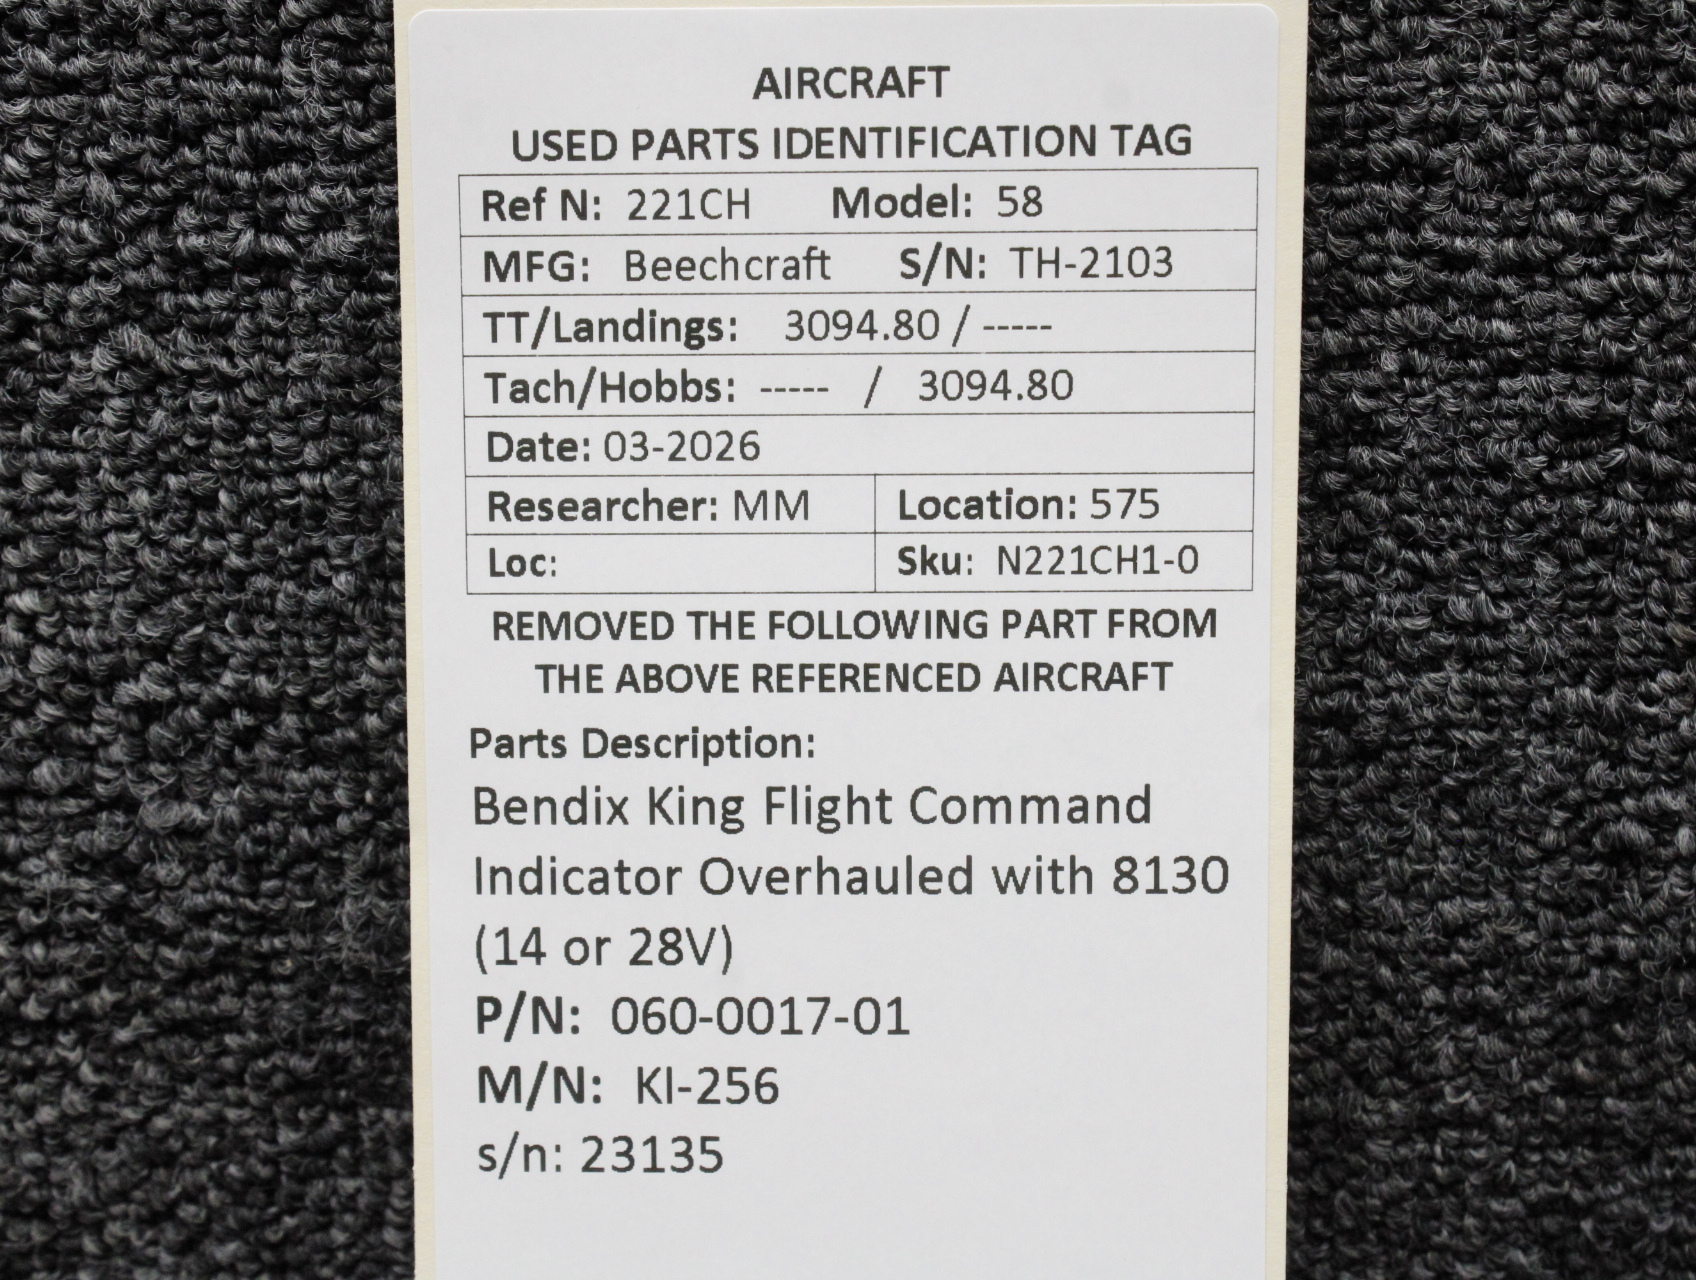 AIRCRAFT
USED PARTS IDENTIFICATION TAG
Ref N: 221CH Model: 58
MFG: Beechcraft S/N: TH-2103
TT/Landings: 3094.80 / -----
Tach/Hobbs: ----- / 3094.80
Date: 03-2026
Researcher: MM Location: 575
Loc: Sku: N221CH1-0
REMOVED THE FOLLOWING PART FROM
THE ABOVE REFERENCED AIRCRAFT
Parts Description:
Bendix King Flight Command
Indicator Overhauled with 8130
(14 or 28V)
P/N: 060-0017-01
M/N: KI-256
s/n: 23135